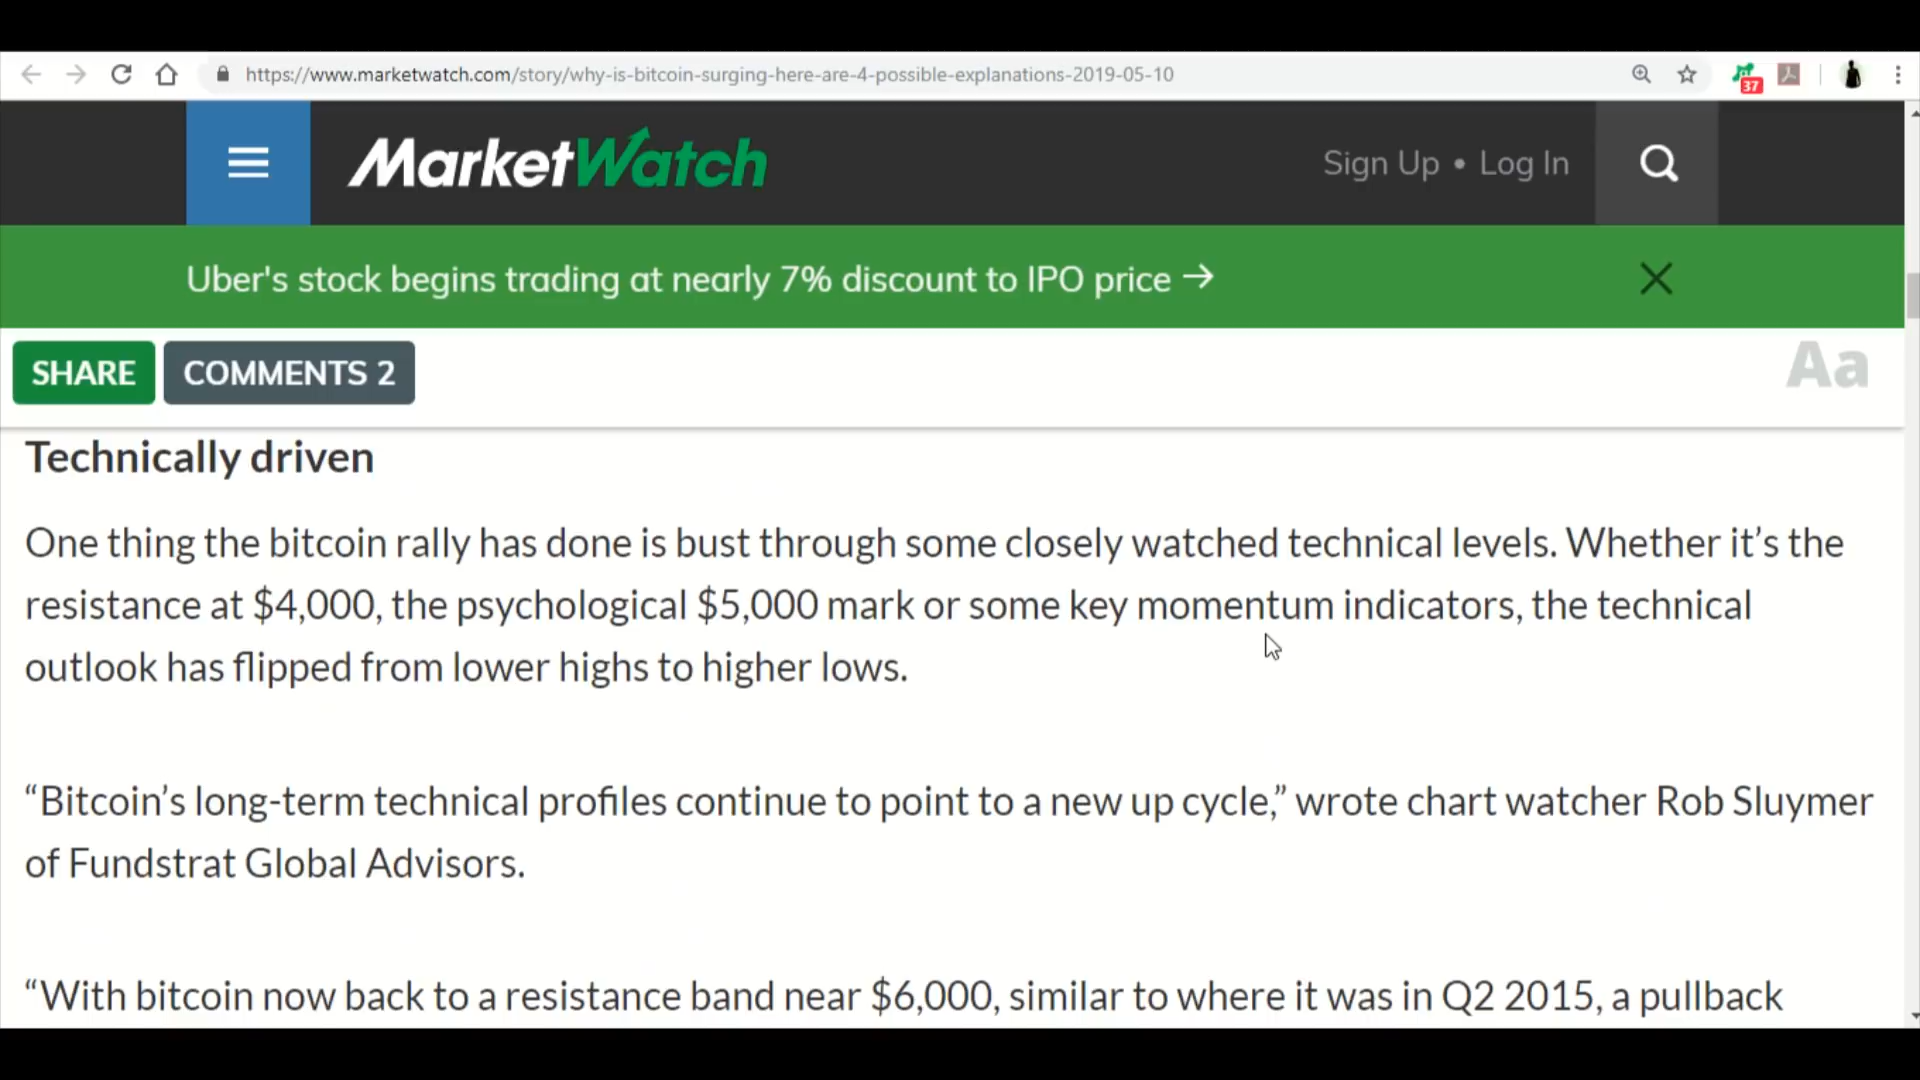 https://www.marketwatch.com/story/why-is-bitcoin-surging-here-are-4-possible-explanations-2019-05-10
37
MarketWatch
Sign Up • Log In
Uber's stock begins trading at nearly 7% discount to IPO price →
SHARE
COMMENTS 2
Aa
Technically driven
One thing the bitcoin rally has done is bust through some closely watched technical levels. Whether it’s the
resistance at $4,000, the psychological $5,000 mark or some key momentum indicators, the technical
outlook has flipped from lower highs to higher lows.
“Bitcoin’s long-term technical profiles continue to point to a new up cycle,” wrote chart watcher Rob Sluymer
of Fundstrat Global Advisors.
“With bitcoin now back to a resistance band near $6,000, similar to where it was in Q2 2015, a pullback